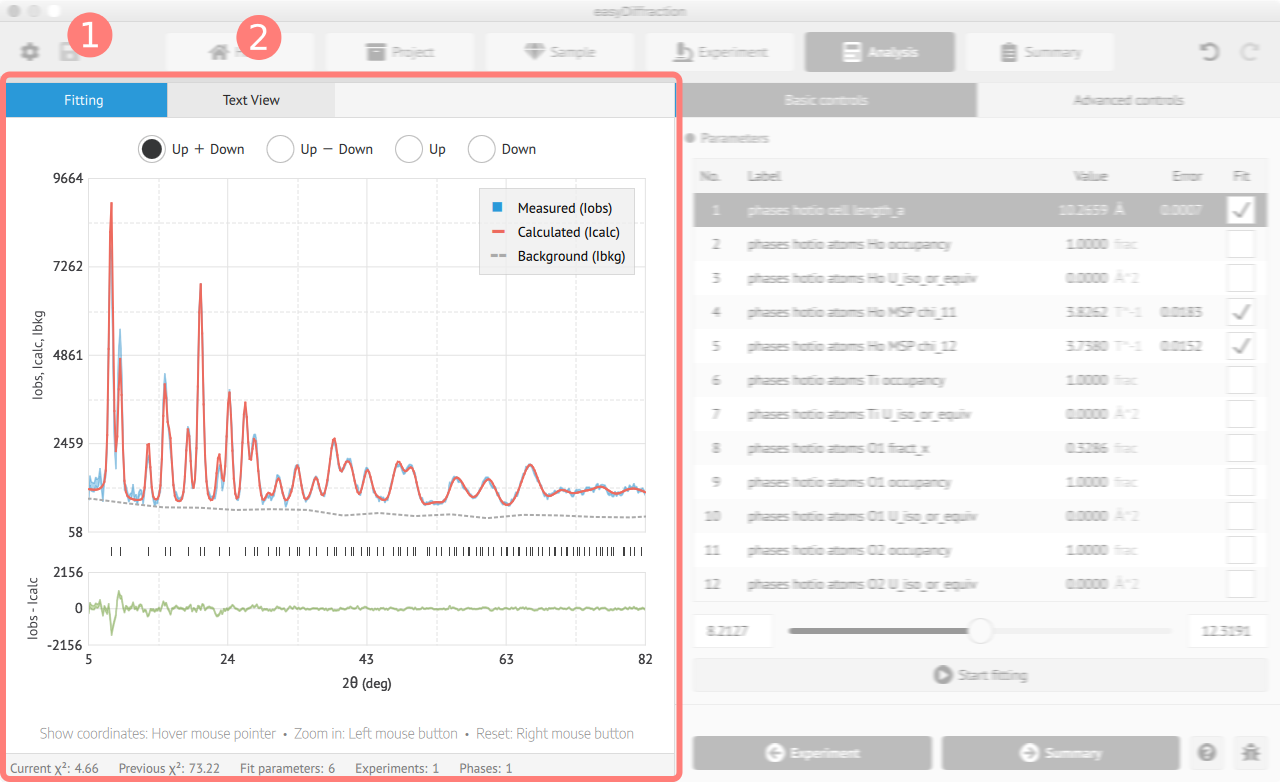 easyDiffraction
1
2
Project
Sample
Experiment
Analysis
Summary
Fitting
Text View
Basic controls
Advanced controls
Up + Down
Up − Down
Up
Down
Parameters
9664
7262
4861
2459
58
Iobs, Icalc, Ibkg
Measured (Iobs)
Calculated (Icalc)
Background (Ibkg)
2156
0
-2156
Iobs - Icalc
5
24
43
63
82
2θ (deg)
Show coordinates: Hover mouse pointer • Zoom in: Left mouse button • Reset: Right mouse button
Current χ²: 4.66 Previous χ²: 73.22 Fit parameters: 6 Experiments: 1 Phases: 1
No. Label Value Error Fit
1 phases hotio cell length_a 10.2659 Å 0.0007
2 phases hotio atoms Ho occupancy 1.0000 frac
3 phases hotio atoms Ho U_iso_or_equiv 0.0000 Å^2
4 phases hotio atoms Ho MSP chi_11 3.8262 T^-1 0.0183
5 phases hotio atoms Ho MSP chi_12 3.7380 T^-1 0.0152
6 phases hotio atoms Ti occupancy 1.0000 frac
7 phases hotio atoms Ti U_iso_or_equiv 0.0000 Å^2
8 phases hotio atoms O1 fract_x 0.3286 frac
9 phases hotio atoms O1 occupancy 1.0000 frac
10 phases hotio atoms O1 U_iso_or_equiv 0.0000 Å^2
11 phases hotio atoms O2 occupancy 1.0000 frac
12 phases hotio atoms O2 U_iso_or_equiv 0.0000 Å^2
8.2127
12.3191
Start fitting
Experiment
Summary